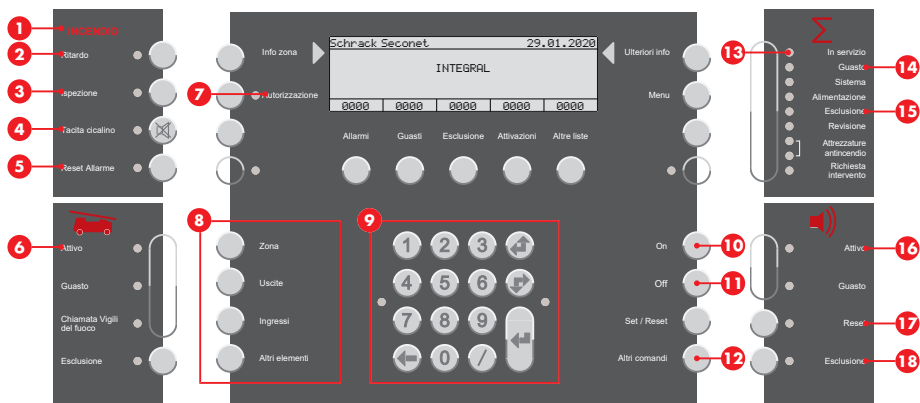 1
INCENDIO
2
Ritardo
3
Ispezione
4
Tacita cicalino
5
Reset Allarme
6
Attivo
Guasto
Chiamata Vigili
del fuoco
Esclusione
Info zona
7
Autorizzazione
Schrack Seconet 29.01.2020
INTEGRAL
0000 0000 0000 0000 0000
Allarmi Guasti Esclusione Attivazioni Altre liste
Ulteriori info
Menu
8
Zona
Uscite
Ingressi
Altri elementi
9
1 2 3
4 5 6
7 8 9
0 /
On
10
Off
11
Set / Reset
Altri comandi
12
Σ
13
In servizio
Guasto
14
Sistema
Alimentazione
Esclusione
15
Revisione
Attrezzature
antincendio
Richiesta
intervento
Attivo
16
Guasto
Reset
17
Esclusione
18